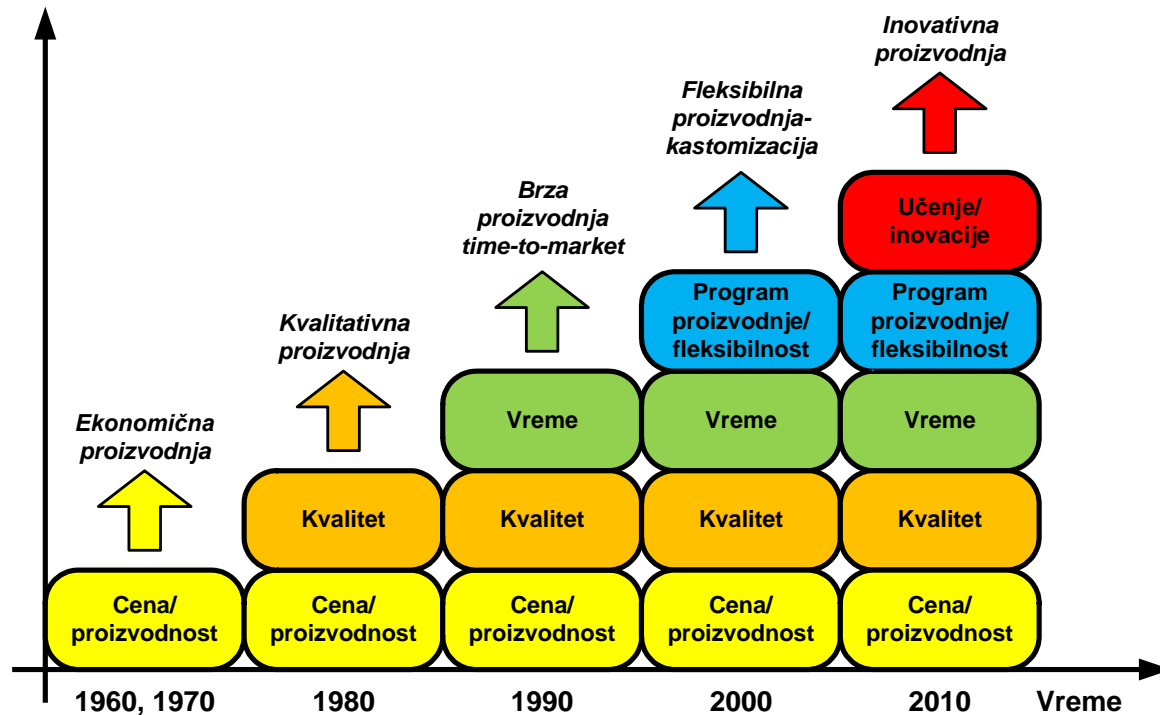 Inovativna
proizvodnja
Fleksibilna
proizvodnja-
kastomizacija
Brza
proizvodnja
time-to-market
Kvalitativna
proizvodnja
Ekonomična
proizvodnja
Učenje/
inovacije
Program
proizvodnje/
fleksibilnost
Program
proizvodnje/
fleksibilnost
Vreme
Vreme
Vreme
Kvalitet
Kvalitet
Kvalitet
Kvalitet
Cena/
proizvodnost
Cena/
proizvodnost
Cena/
proizvodnost
Cena/
proizvodnost
Cena/
proizvodnost
1960, 1970
1980
1990
2000
2010
Vreme